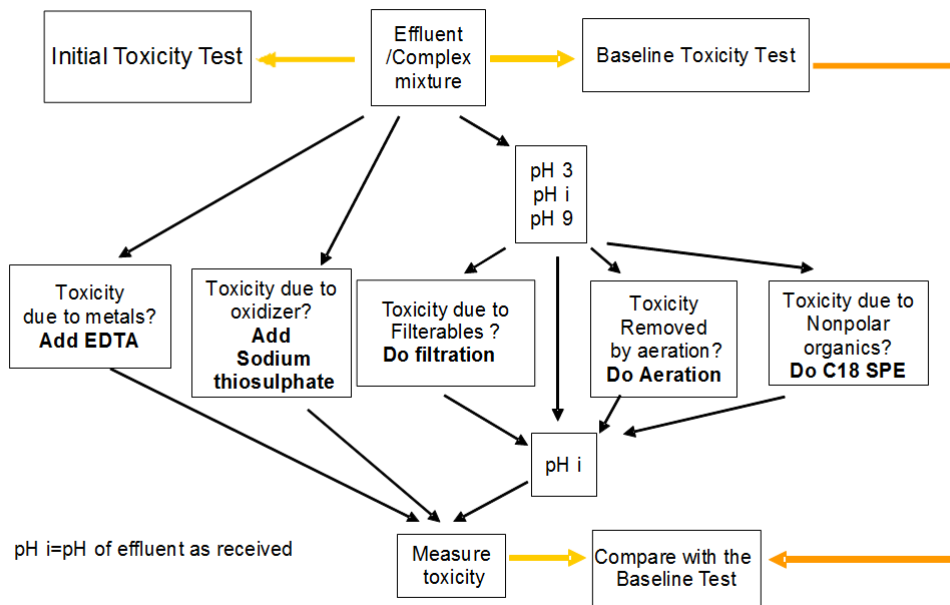 Initial Toxicity Test
Effluent
/Complex
mixture
Baseline Toxicity Test
pH 3
pH i
pH 9
Toxicity
due to metals?
Add EDTA
Toxicity due to
oxidizer?
Add
Sodium
thiosulphate
Toxicity due to
Filterables ?
Do filtration
Toxicity
Removed
by aeration?
Do Aeration
Toxicity due to
Nonpolar
organics?
Do C18 SPE
pH i
pH i=pH of effluent as received
Measure
toxicity
Compare with the
Baseline Test